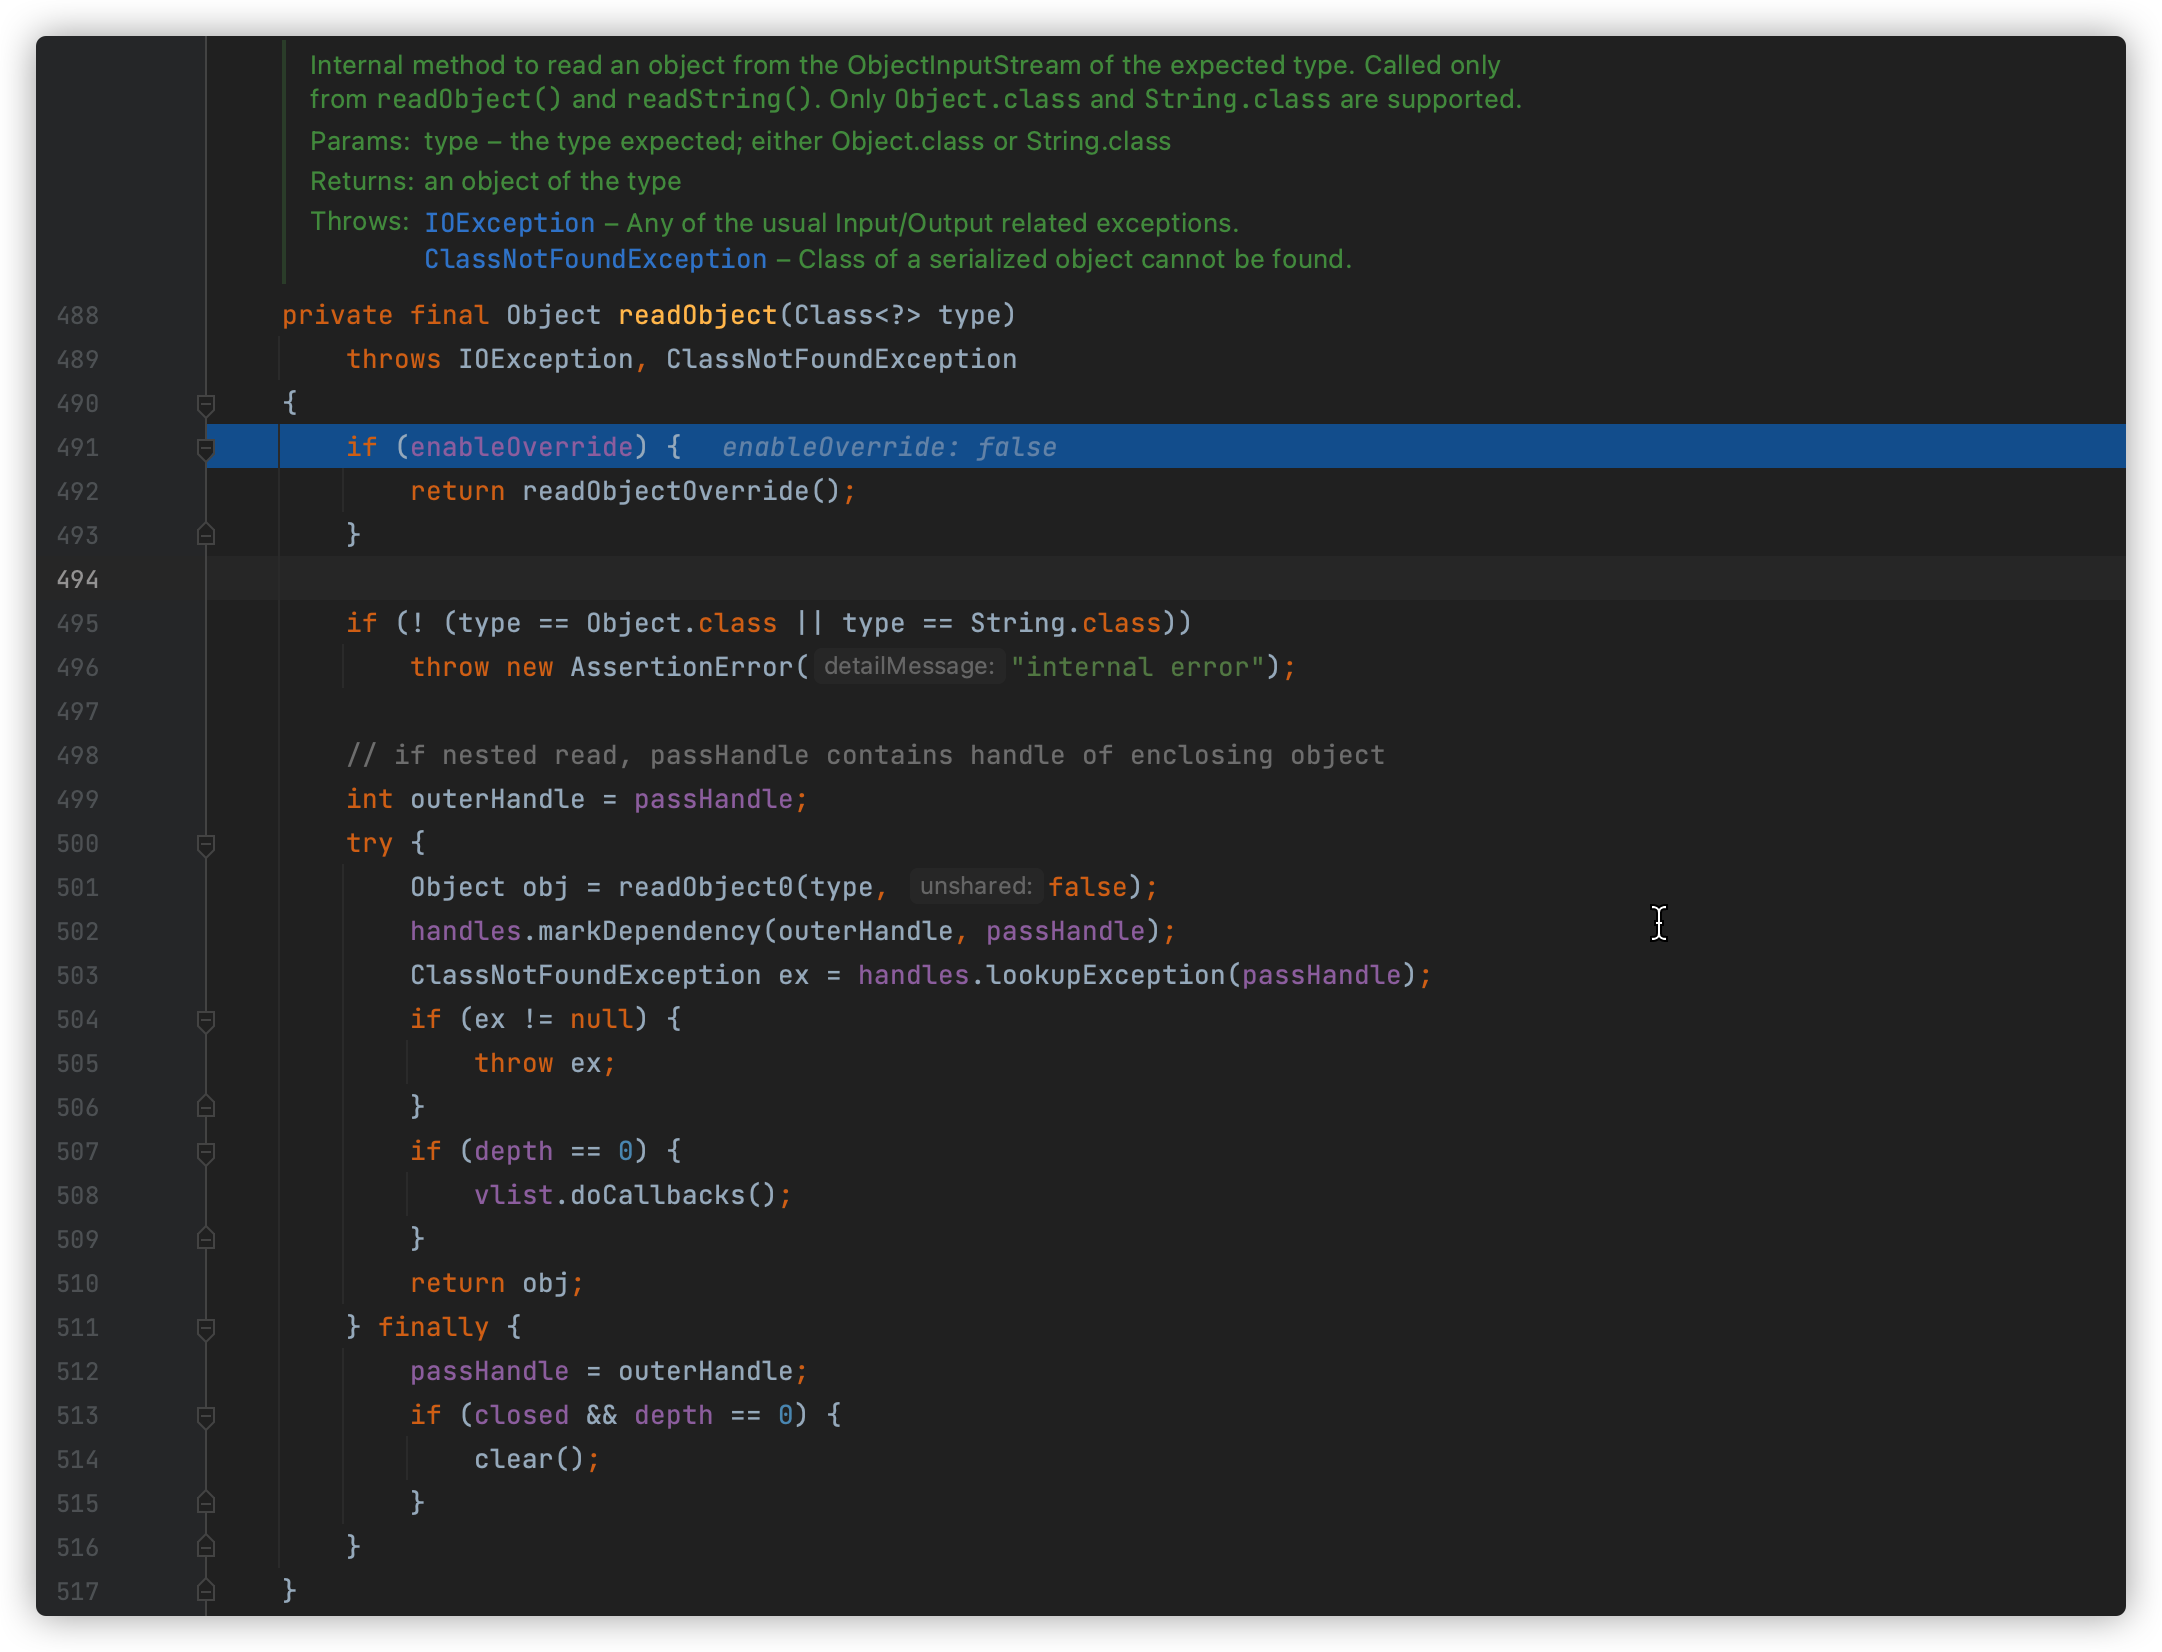 Internal method to read an object from the ObjectInputStream of the expected type. Called only
from readObject() and readString(). Only Object.class and String.class are supported.
Params: type – the type expected; either Object.class or String.class
Returns: an object of the type
Throws: IOException – Any of the usual Input/Output related exceptions.
ClassNotFoundException – Class of a serialized object cannot be found.
488 private final Object readObject(Class<?> type)
489 throws IOException, ClassNotFoundException
490 {
491 if (enableOverride) { enableOverride: false
492 return readObjectOverride();
493 }
494
495 if (! (type == Object.class || type == String.class))
496 throw new AssertionError( detailMessage: "internal error");
497
498 // if nested read, passHandle contains handle of enclosing object
499 int outerHandle = passHandle;
500 try {
501 Object obj = readObject0(type, unshared: false);
502 handles.markDependency(outerHandle, passHandle);
503 ClassNotFoundException ex = handles.lookupException(passHandle);
504 if (ex != null) {
505 throw ex;
506 }
507 if (depth == 0) {
508 vlist.doCallbacks();
509 }
510 return obj;
511 } finally {
512 passHandle = outerHandle;
513 if (closed && depth == 0) {
514 clear();
515 }
516 }
517 }